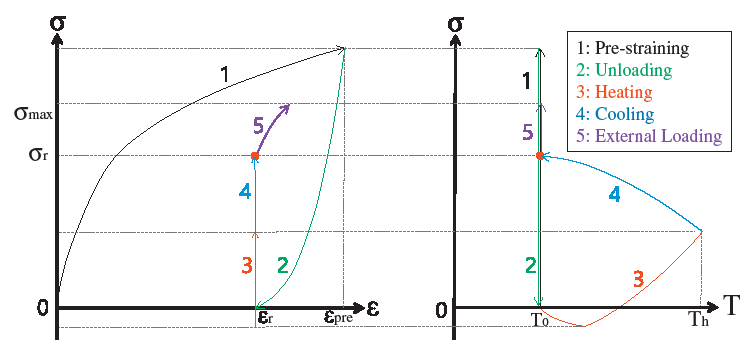 σ
1
σmax
σr
5
4
3
2
0
εr
εpre
ε
σ
1
5
4
2
3
0
T0
Th
T
1: Pre-straining
2: Unloading
3: Heating
4: Cooling
5: External Loading